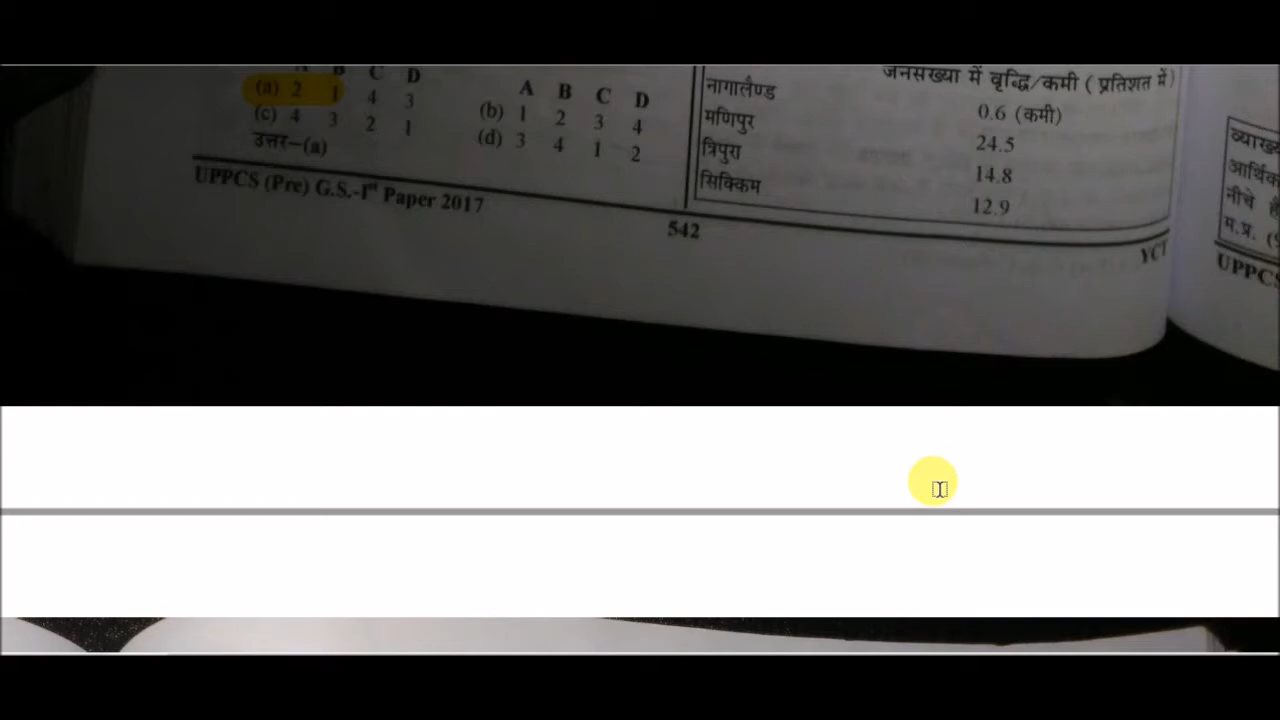 A B C D
(a) 2 1 4 3
(c) 4 3 2 1
उत्तर–(a)
A B C D
(b) 1 2 3 4
(d) 3 4 1 2
UPPCS (Pre) G.S.-Ist Paper 2017
जनसंख्या में वृद्धि/कमी ( प्रतिशत में)
नागालैण्ड 0.6 (कमी)
मणिपुर 24.5
त्रिपुरा 14.8
सिक्किम 12.9
542
YCT
आर्थिक
नीचे
म.प्र.
UPPCS